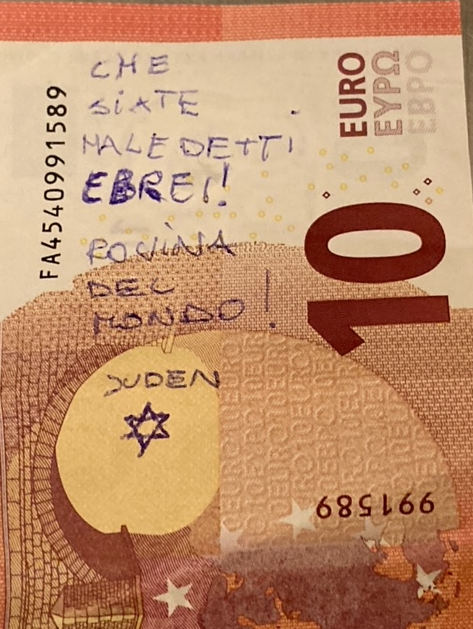 CHE
SIATE
MALEDETTI
EBREI!
ROVINA
DEL
MONDO!
JUDEN
FA4540991589
EURO
ΕΥΡΩ
ЕВРО
10
991589